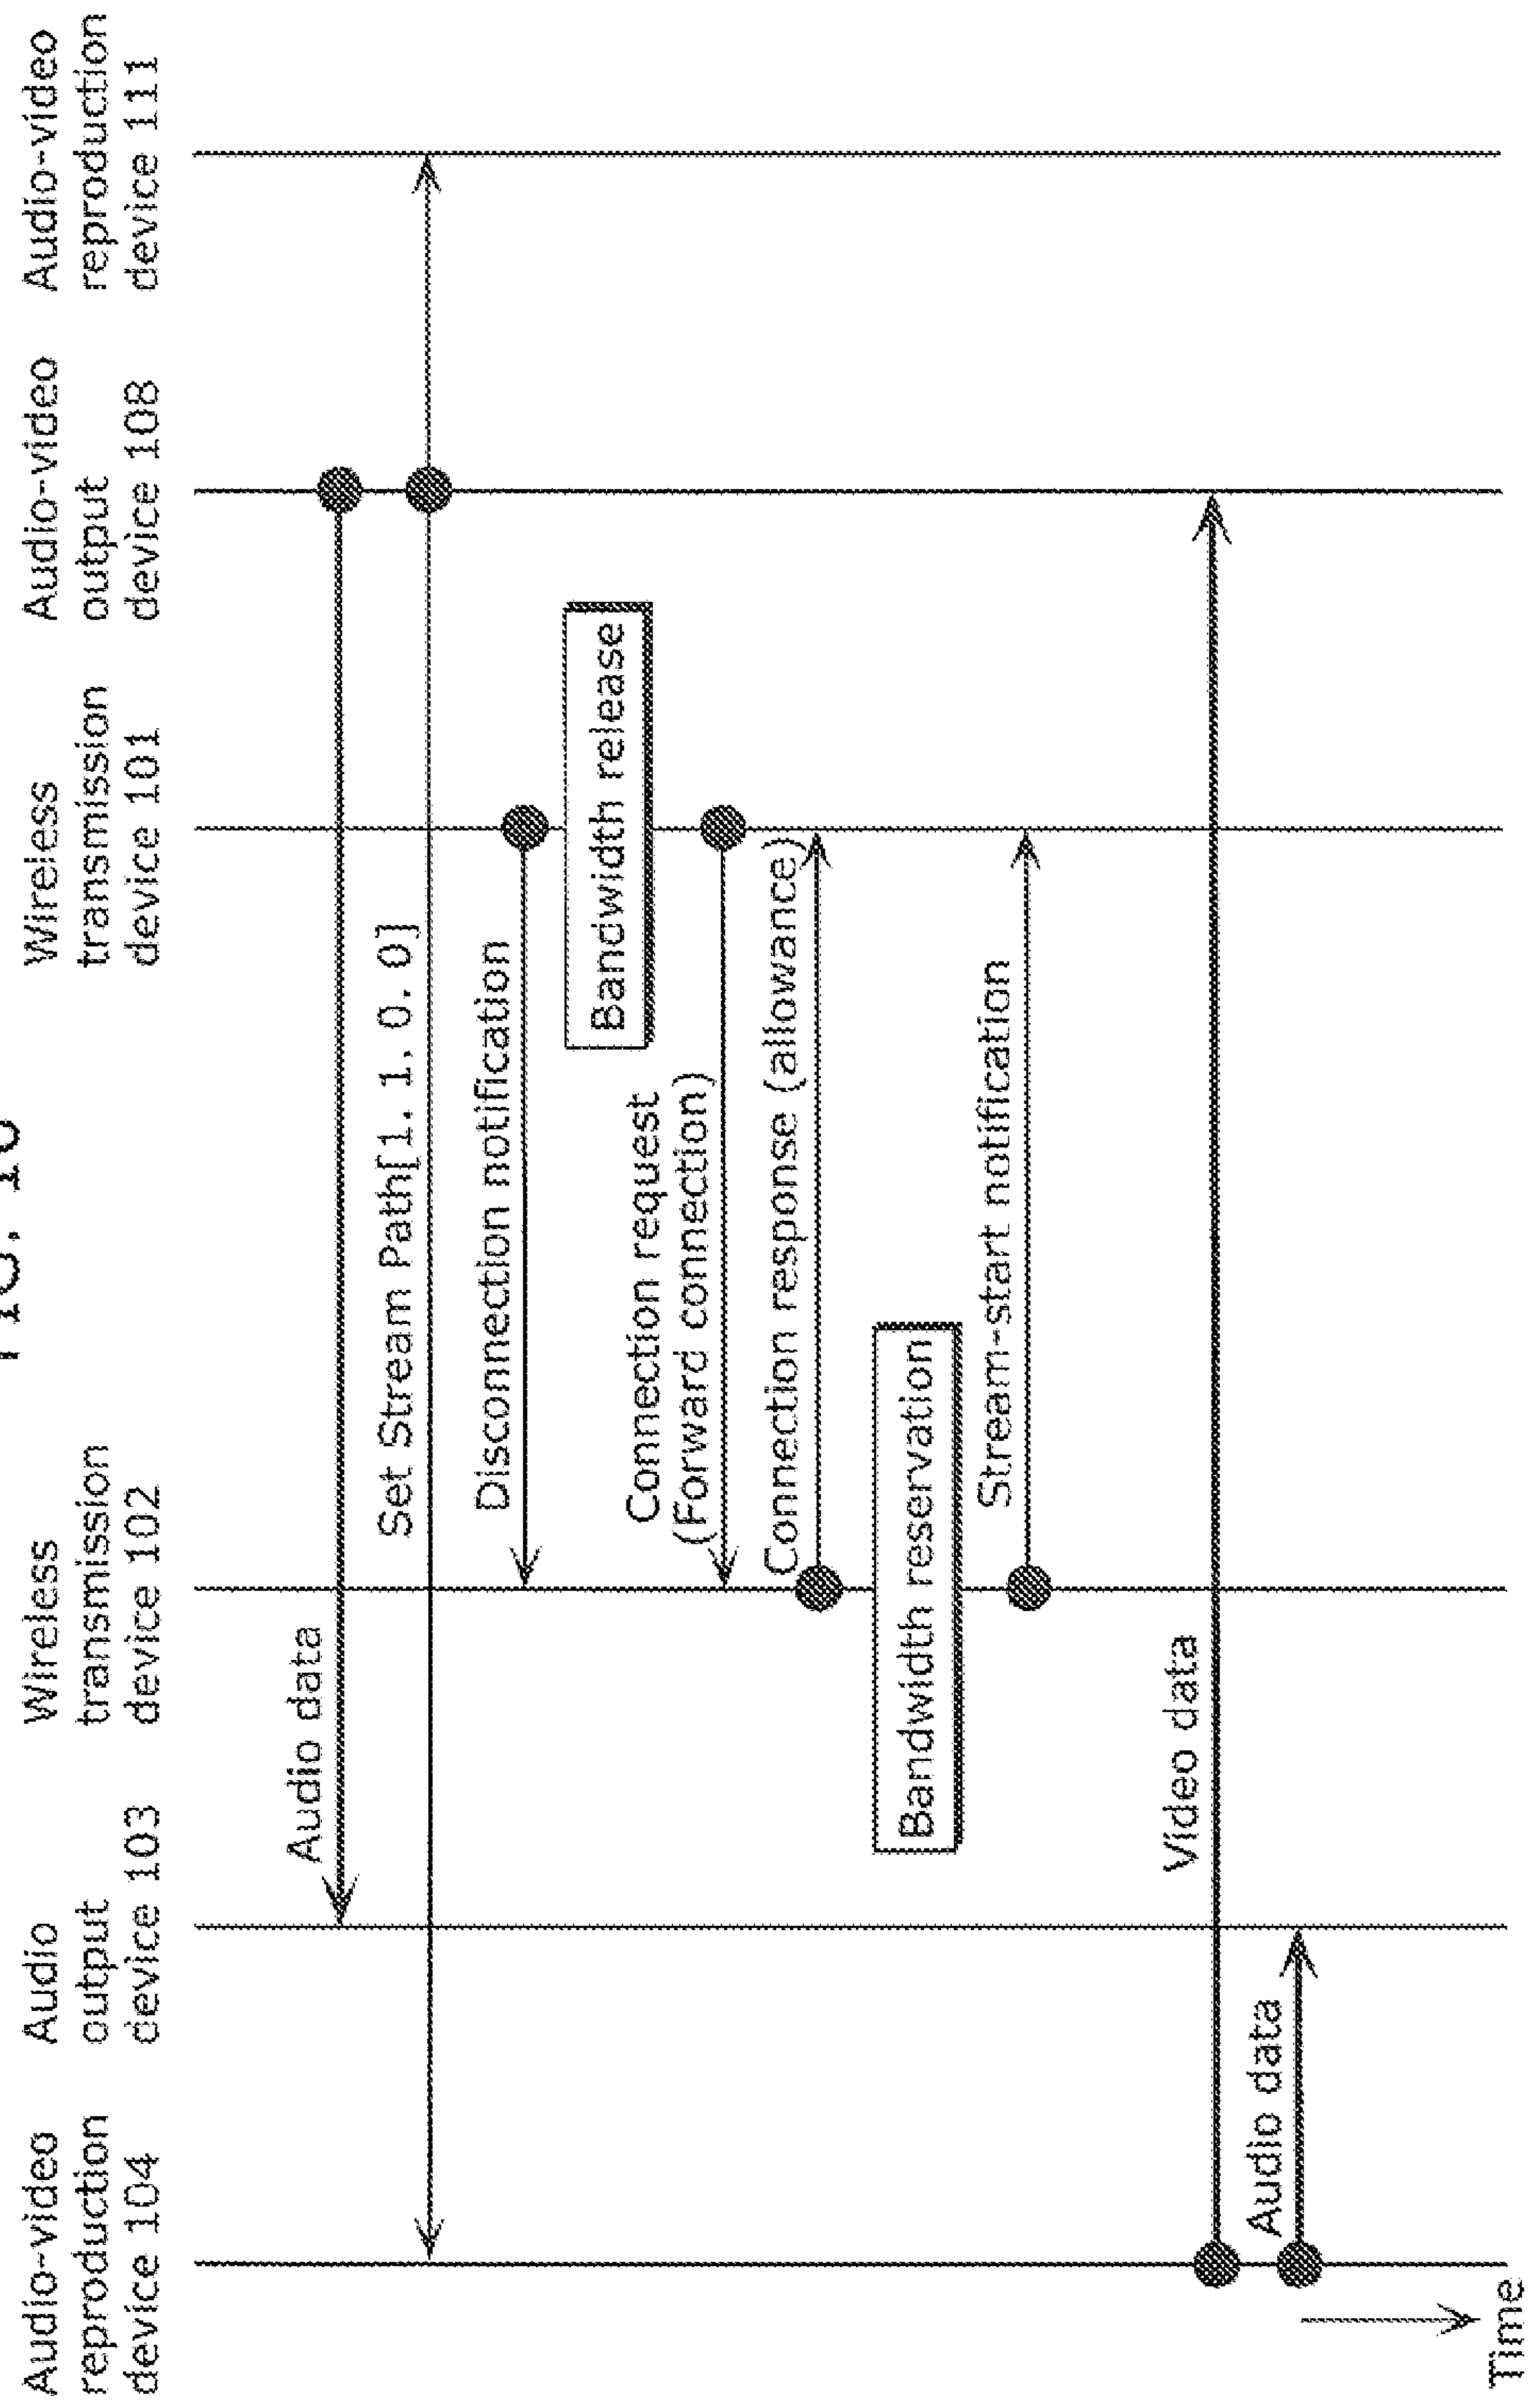 FIG. 10
Audio-video
reproduction
device 104
Audio
output
device 103
Wireless
transmission
device 102
Wireless
transmission
device 101
Audio-video
output
device 108
Audio-video
reproduction
device 111
Audio data
Set Stream Path[1. 1. 0. 0]
Disconnection notification
Bandwidth release
Connection request
(Forward connection)
Connection response (allowance)
Bandwidth reservation
Stream-start notification
Video data
Audio data
Time